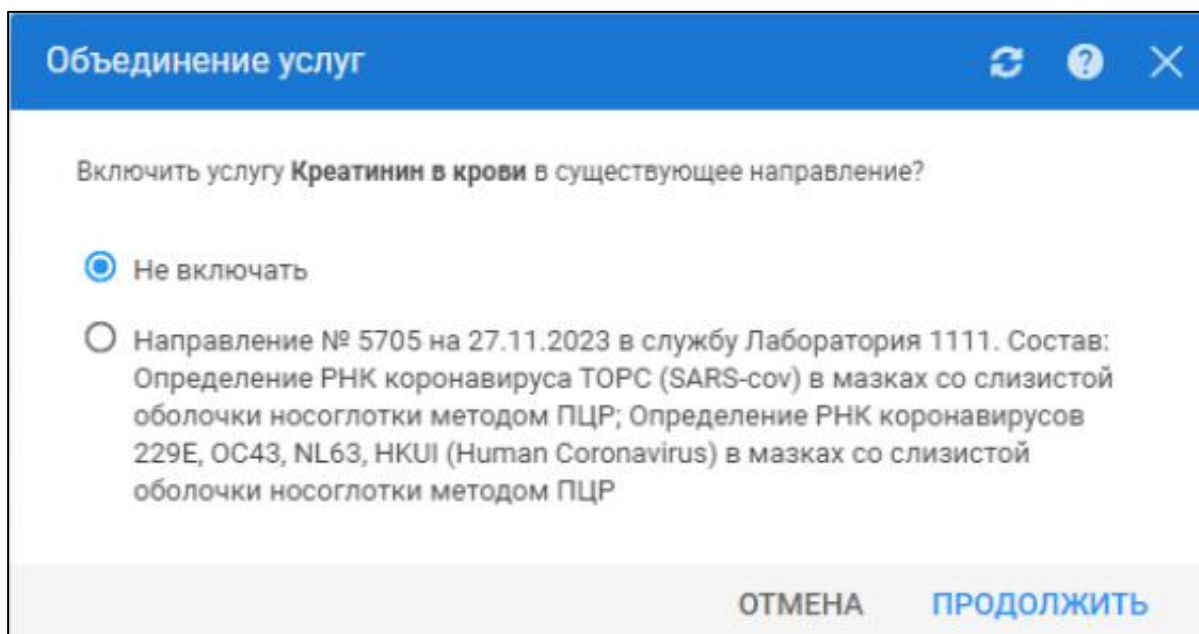 Объединение услуг
Включить услугу Креатинин в крови в существующее направление?
Не включать
Направление № 5705 на 27.11.2023 в службу Лаборатория 1111. Состав:
Определение РНК коронавируса ТОРС (SARS-cov) в мазках со слизистой
оболочки носоглотки методом ПЦР; Определение РНК коронавирусов
229E, OC43, NL63, HKUI (Human Coronavirus) в мазках со слизистой
оболочки носоглотки методом ПЦР
ОТМЕНА ПРОДОЛЖИТЬ